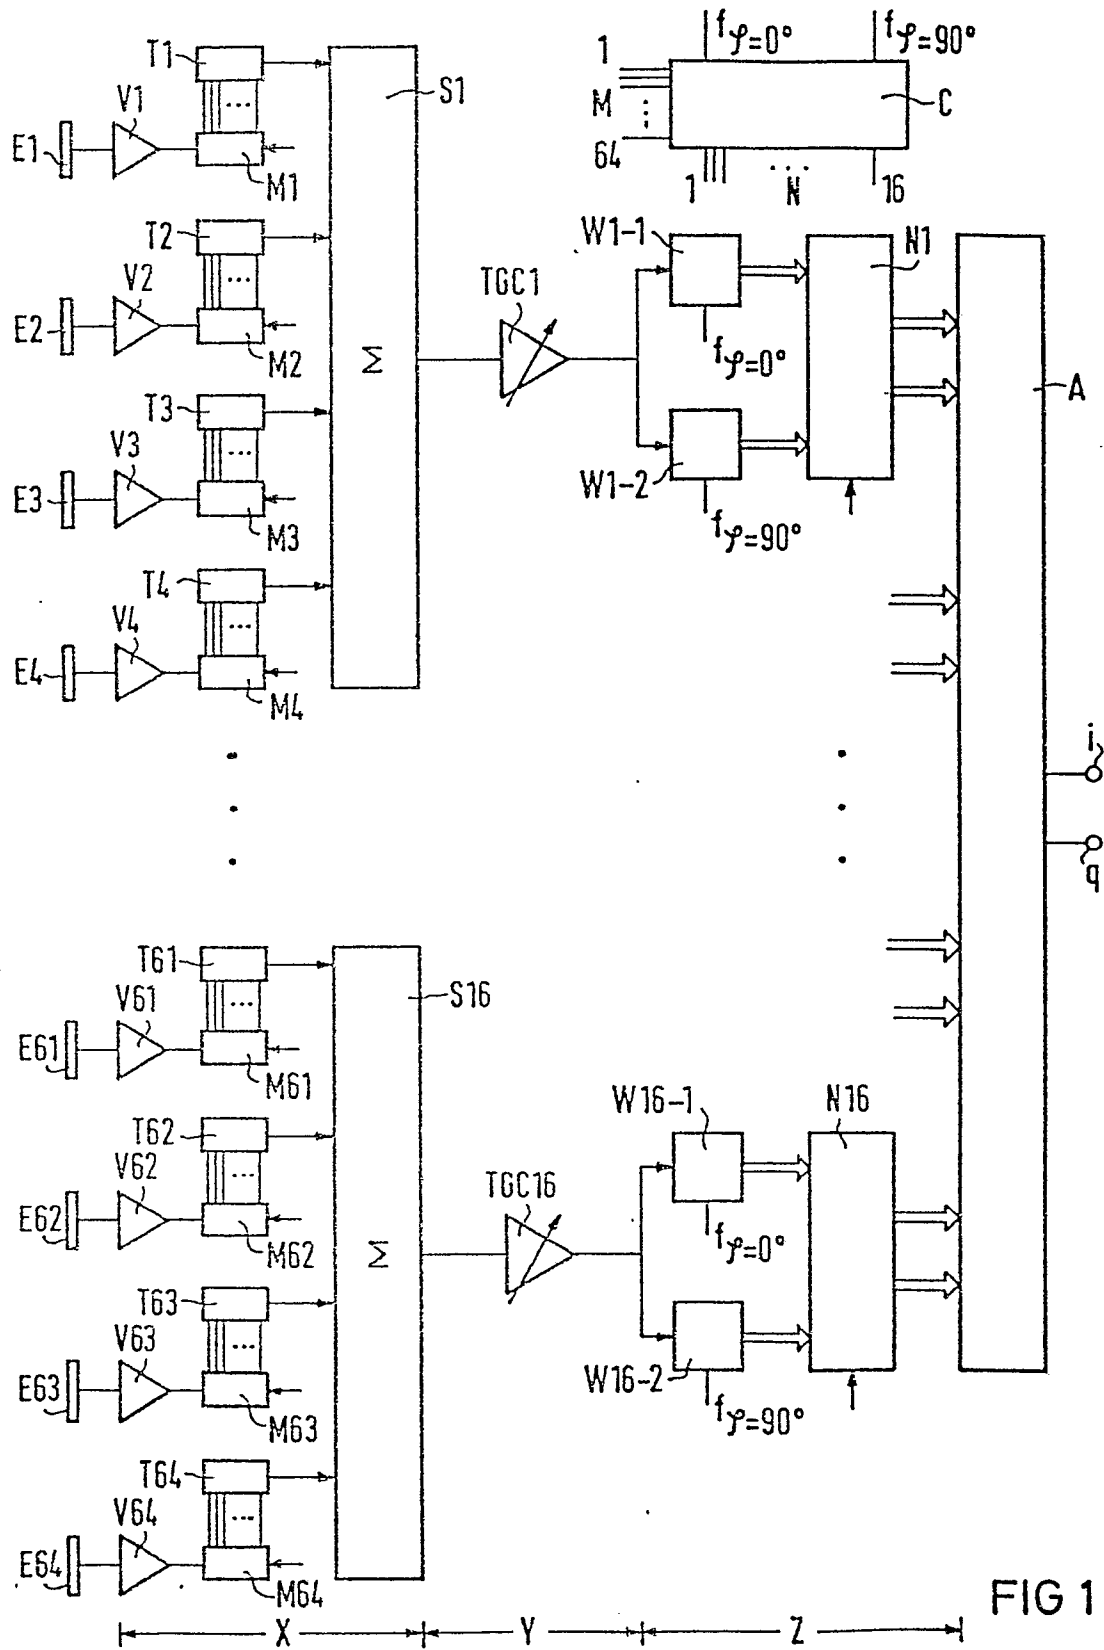 T1
V1
E1
M1
S1
f φ=0°
f φ=90°
1
M
⋮
64
C
1
... N
16
T2
V2
E2
M2
T3
V3
E3
M3
T4
V4
E4
M4
Σ
TGC1
W1-1
f φ=0°
W1-2
f φ=90°
N1
A
i
q
T61
V61
E61
M61
S16
T62
V62
E62
M62
T63
V63
E63
M63
T64
V64
E64
M64
Σ
TGC16
W16-1
f φ=0°
W16-2
f φ=90°
N16
FIG 1
X
Y
Z